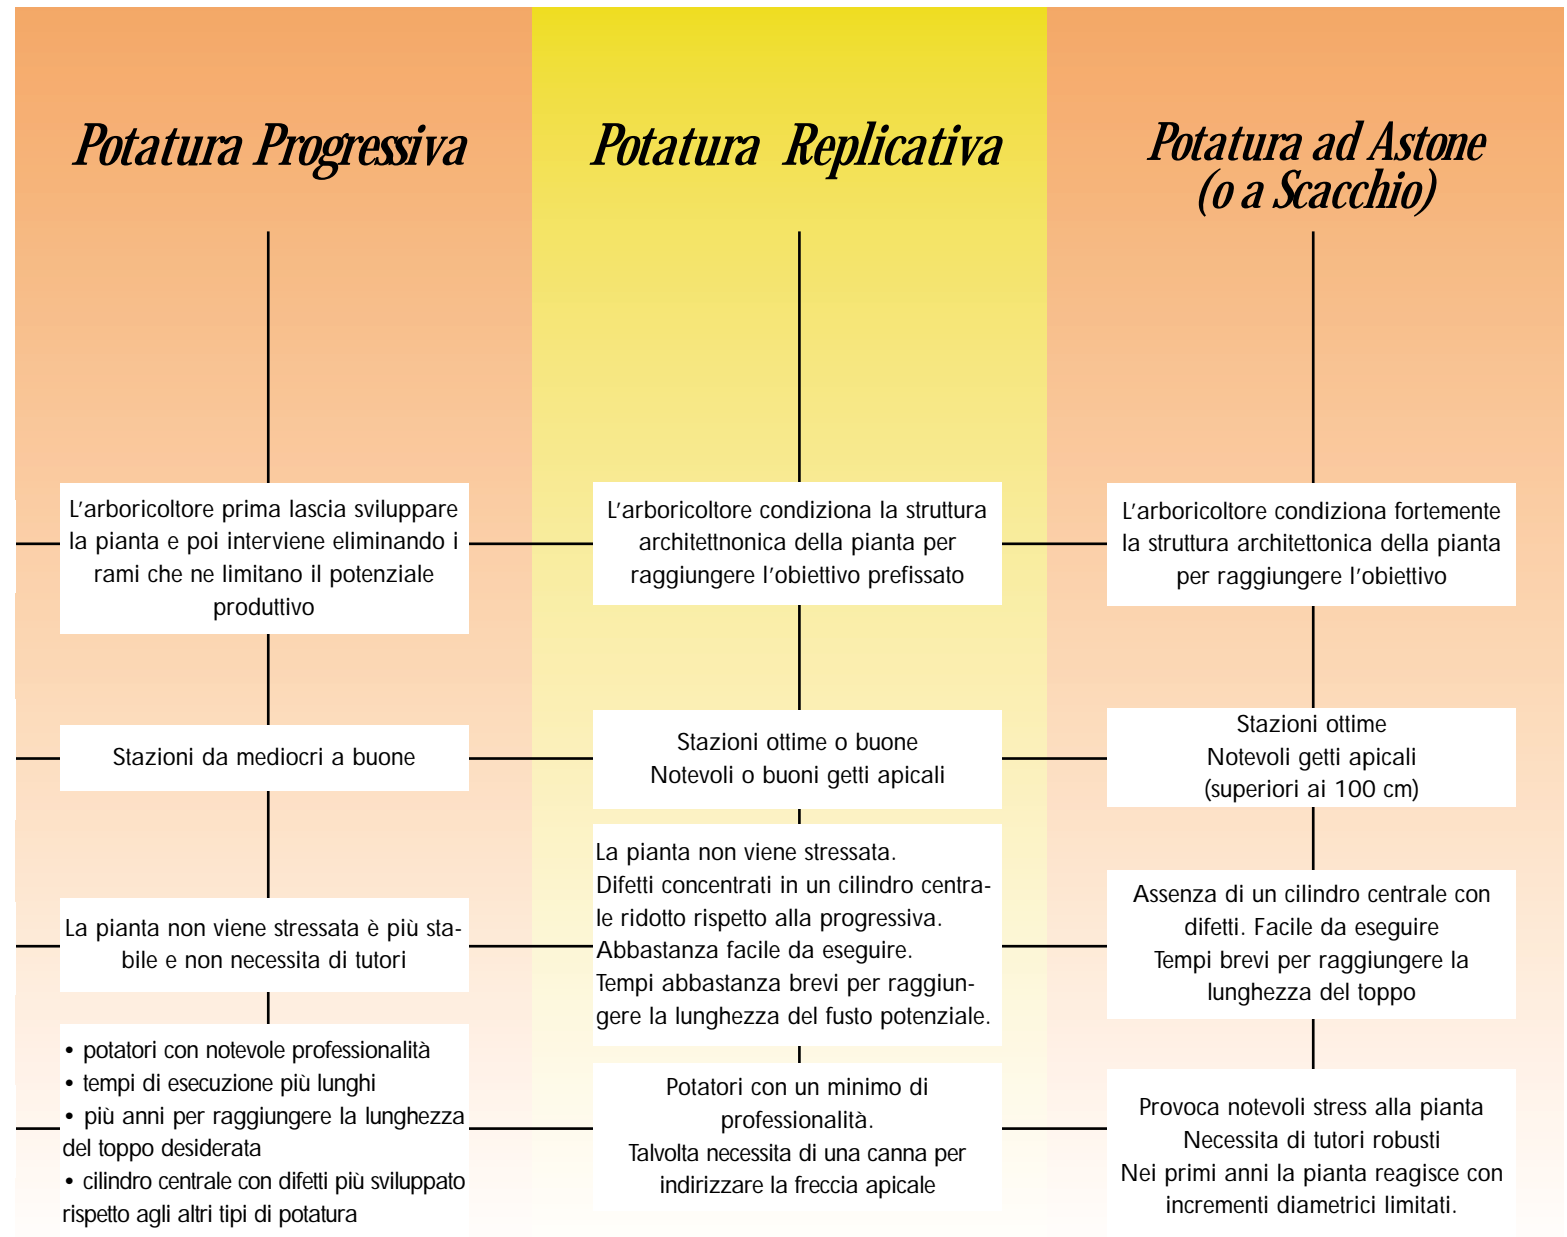 Potatura Progressiva
L'arboricoltore prima lascia sviluppare
la pianta e poi interviene eliminando i
rami che ne limitano il potenziale
produttivo
Stazioni da mediocri a buone
La pianta non viene stressata è più sta-
bile e non necessita di tutori
• potatori con notevole professionalità
• tempi di esecuzione più lunghi
• più anni per raggiungere la lunghezza
del toppo desiderata
• cilindro centrale con difetti più sviluppato
rispetto agli altri tipi di potatura
Potatura Replicativa
L'arboricoltore condiziona la struttura
architettnonica della pianta per
raggiungere l'obiettivo prefissato
Stazioni ottime o buone
Notevoli o buoni getti apicali
La pianta non viene stressata.
Difetti concentrati in un cilindro centra-
le ridotto rispetto alla progressiva.
Abbastanza facile da eseguire.
Tempi abbastanza brevi per raggiun-
gere la lunghezza del fusto potenziale.
Potatori con un minimo di
professionalità.
Talvolta necessita di una canna per
indirizzare la freccia apicale
Potatura ad Astone
(o a Scacchio)
L'arboricoltore condiziona fortemente
la struttura architettonica della pianta
per raggiungere l'obiettivo
Stazioni ottime
Notevoli getti apicali
(superiori ai 100 cm)
Assenza di un cilindro centrale con
difetti. Facile da eseguire
Tempi brevi per raggiungere la
lunghezza del toppo
Provoca notevoli stress alla pianta
Necessita di tutori robusti
Nei primi anni la pianta reagisce con
incrementi diametrici limitati.